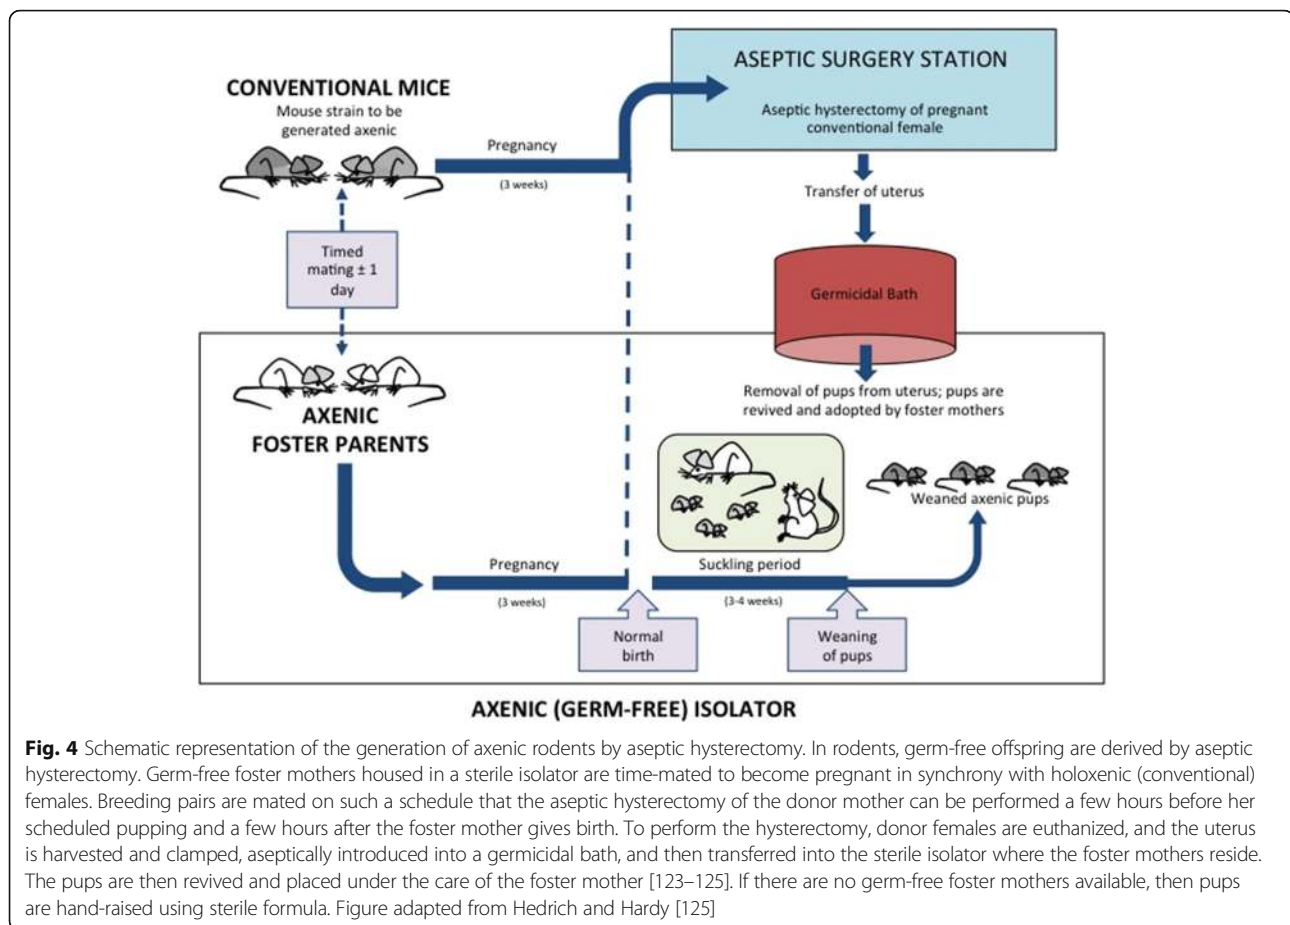 ASEPTIC SURGERY STATION
Aseptic hysterectomy of pregnant
conventional female
CONVENTIONAL MICE
Mouse strain to be
generated axenic
Pregnancy
(3 weeks)
Transfer of uterus
Timed
mating ± 1
day
Germicidal Bath
Removal of pups from uterus; pups are
revived and adopted by foster mothers
AXENIC
FOSTER PARENTS
Weaned axenic pups
Pregnancy
(3 weeks)
Suckling period
(3-4 weeks)
Normal
birth
Weaning
of pups
AXENIC (GERM-FREE) ISOLATOR
Fig. 4 Schematic representation of the generation of axenic rodents by aseptic hysterectomy. In rodents, germ-free offspring are derived by aseptic
hysterectomy. Germ-free foster mothers housed in a sterile isolator are time-mated to become pregnant in synchrony with holoxenic (conventional)
females. Breeding pairs are mated on such a schedule that the aseptic hysterectomy of the donor mother can be performed a few hours before her
scheduled pupping and a few hours after the foster mother gives birth. To perform the hysterectomy, donor females are euthanized, and the uterus
is harvested and clamped, aseptically introduced into a germicidal bath, and then transferred into the sterile isolator where the foster mothers reside.
The pups are then revived and placed under the care of the foster mother [123–125]. If there are no germ-free foster mothers available, then pups
are hand-raised using sterile formula. Figure adapted from Hedrich and Hardy [125]